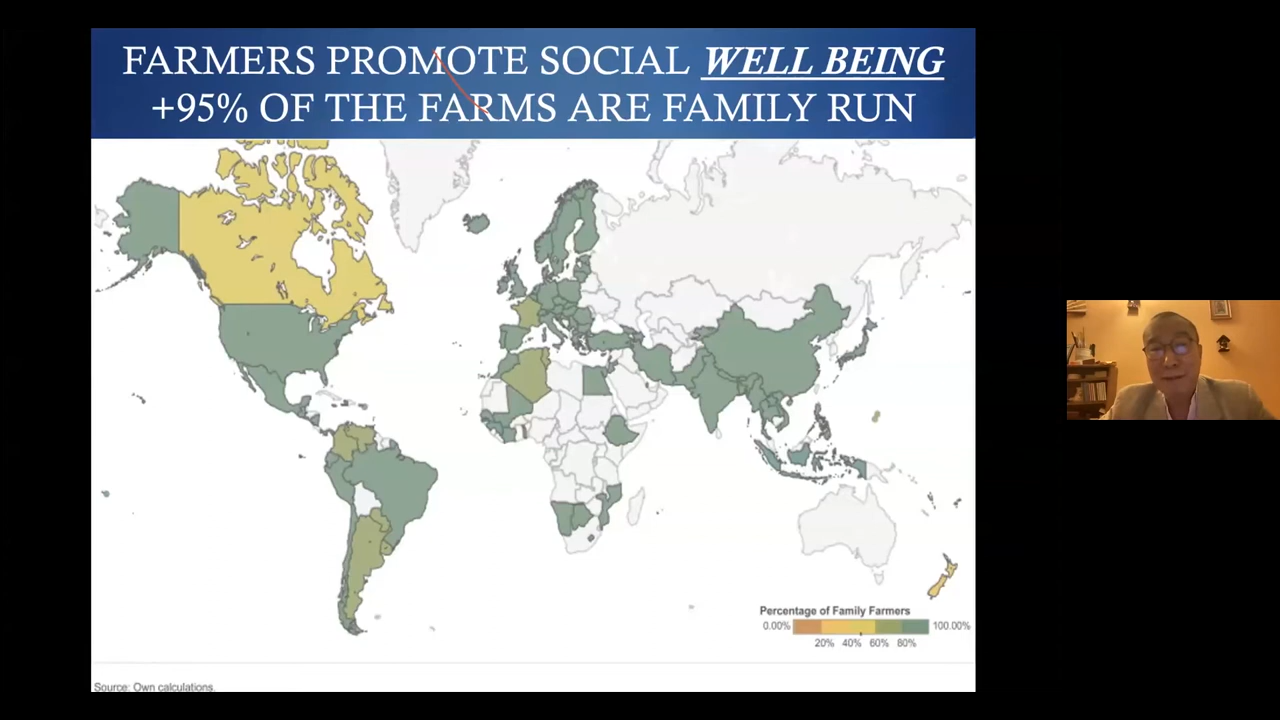 FARMERS PROMOTE SOCIAL WELL BEING
+95% OF THE FARMS ARE FAMILY RUN
Percentage of Family Farmers
0.00% 100.00%
20% 40% 60% 80%
Source: Own calculations.